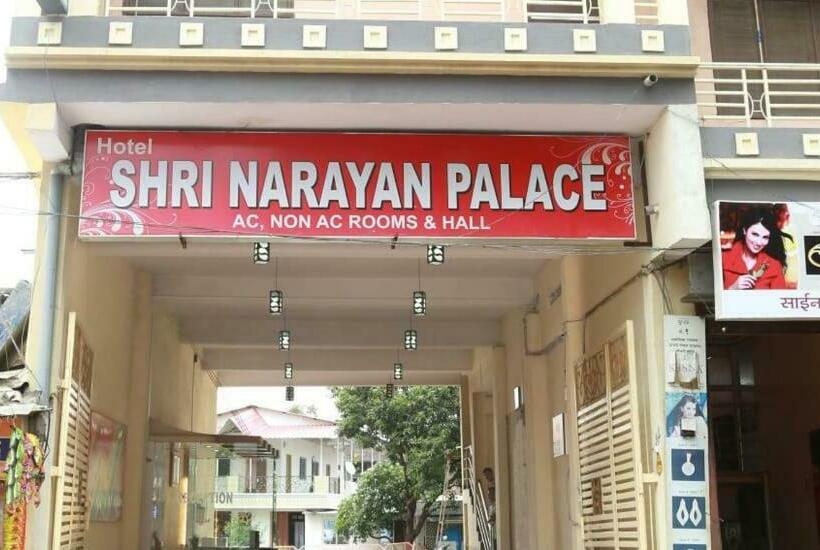 Hotel
SHRI NARAYAN PALACE
AC, NON AC ROOMS & HALL
साईन